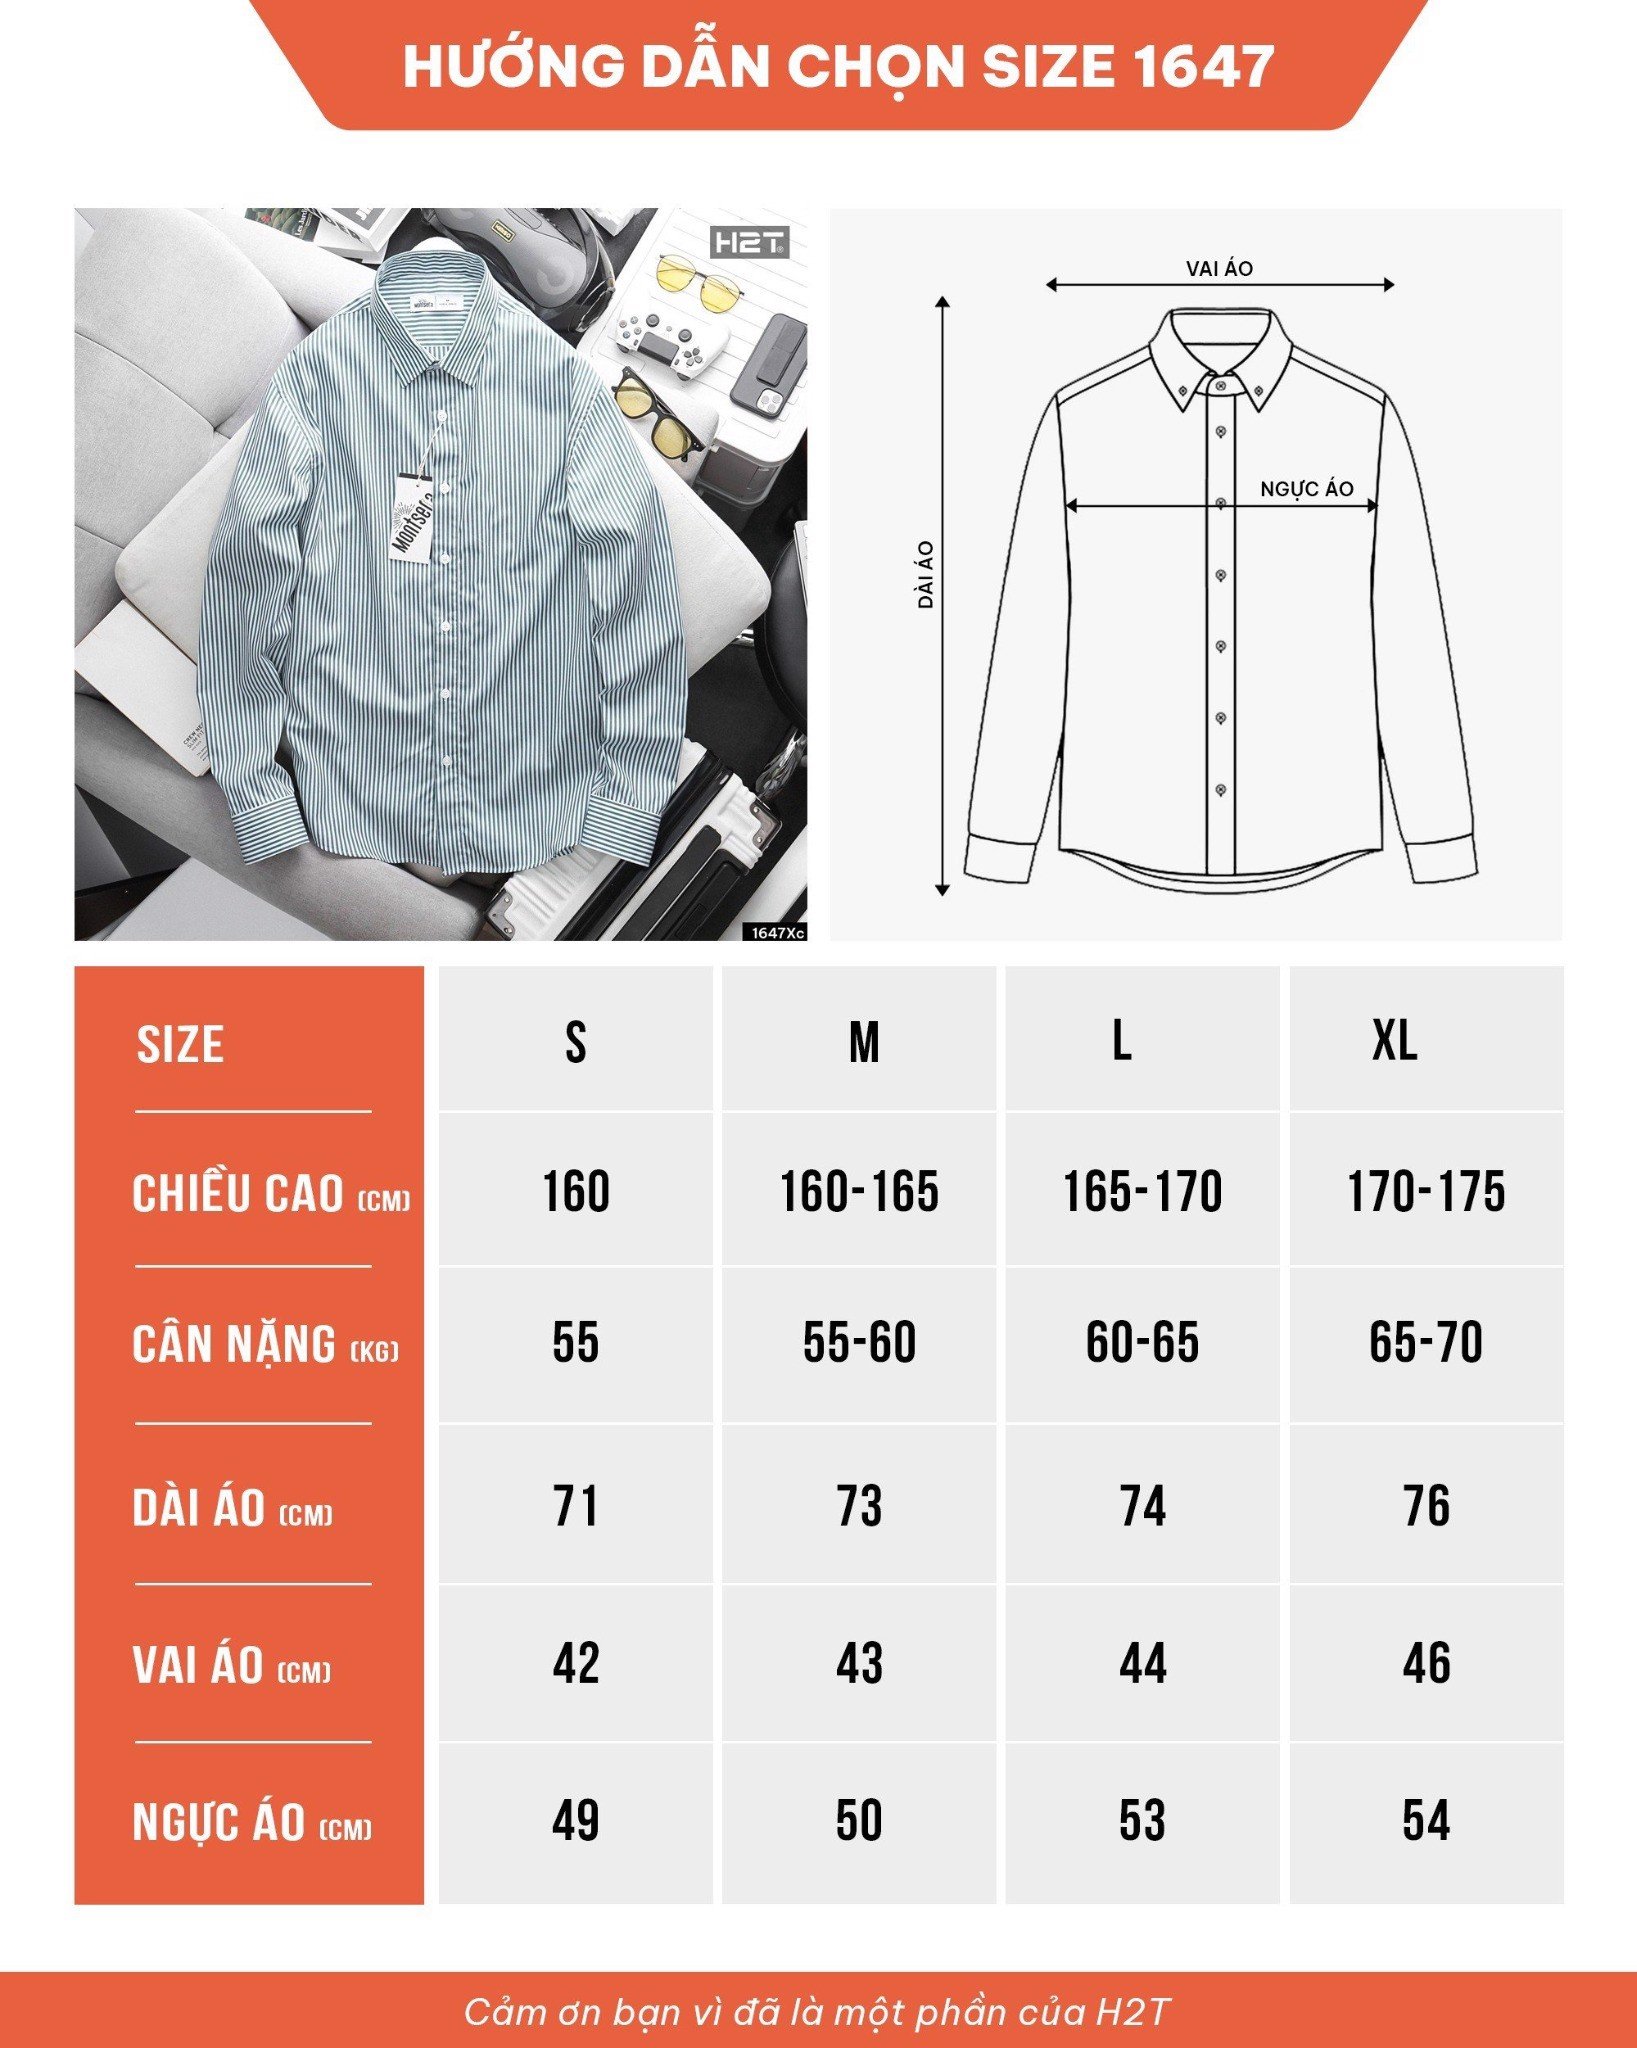 HƯỚNG DẪN CHỌN SIZE 1647
H2T
Montsera
Montsera
1647Xc
VAI ÁO
NGỰC ÁO
DÀI ÁO
SIZE S M L XL
CHIỀU CAO (CM) 160 160-165 165-170 170-175
CÂN NẶNG (KG) 55 55-60 60-65 65-70
DÀI ÁO (CM) 71 73 74 76
VAI ÁO (CM) 42 43 44 46
NGỰC ÁO (CM) 49 50 53 54
Cảm ơn bạn vì đã là một phần của H2T